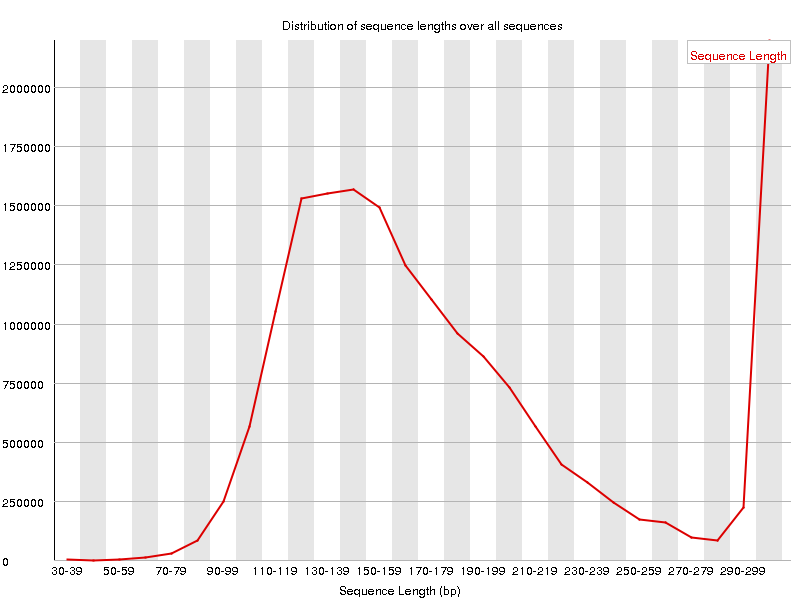 Distribution of sequence lengths over all sequences
Sequence Length
2000000
1750000
1500000
1250000
1000000
750000
500000
250000
0
30-39 50-59 70-79 90-99 110-119 130-139 150-159 170-179 190-199 210-219 230-239 250-259 270-279 290-299
Sequence Length (bp)